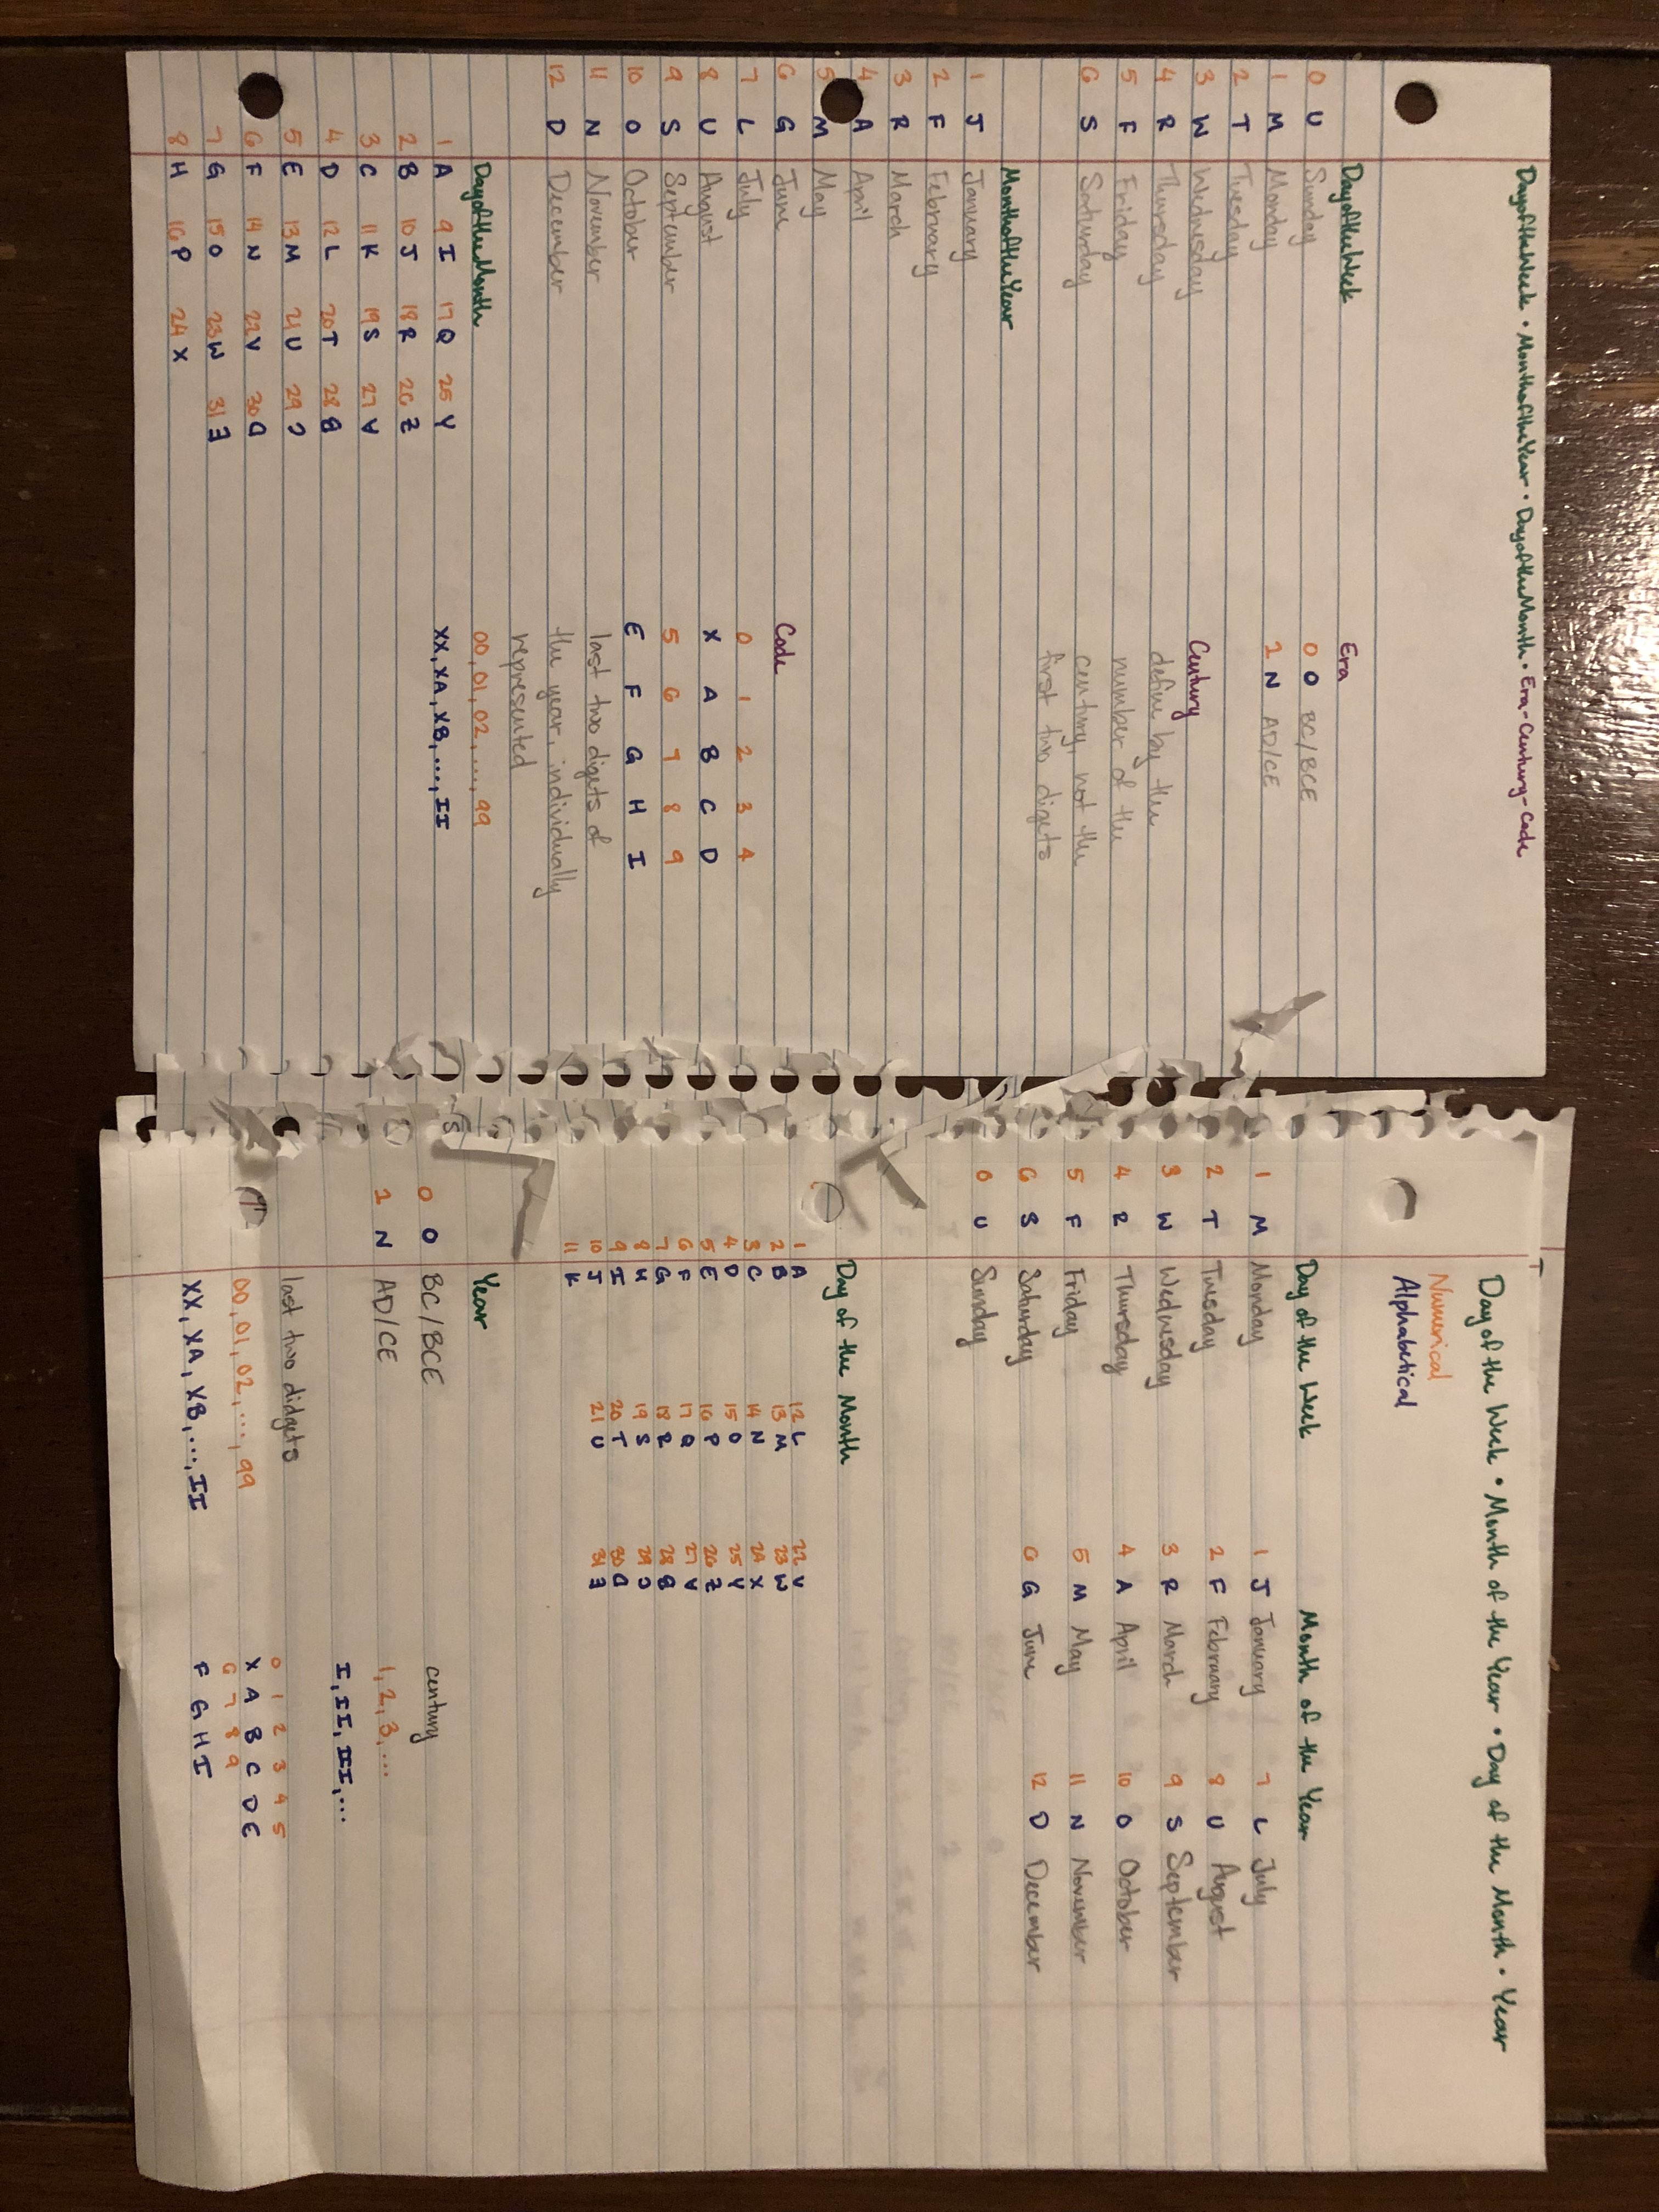 DayoftheWeek · MonthoftheYear · DayoftheMonth · Era-Century-Code
DayoftheWeek
0 U Sunday
1 M Monday
2 T Tuesday
3 W Wednesday
4 R Thursday
5 F Friday
6 S Saturday
MonthoftheYear
1 J January
2 F February
3 R March
4 A April
5 M May
6 G June
7 L July
8 U August
9 S September
10 O October
11 N November
12 D December
DayoftheMonth
1 A 9 I 17 Q 25 Y
2 B 10 J 18 R 26 Z
3 C 11 K 19 S 27 ∀
4 D 12 L 20 T 28 8
5 E 13 M 21 U 29 Ɔ
6 F 14 N 22 V 30 ᗡ
7 G 15 O 23 W 31 Ǝ
8 H 16 P 24 X
Era
0 O BC/BCE
1 N AD/CE
Century
define by the
number of the
century, not the
first two digets
Code
0 1 2 3 4
X A B C D
5 6 7 8 9
E F G H I
last two digets of
the year, individually
represented
00, 01, 02, ..., 99
XX, XA, XB, ..., II
T
Day of the Week · Month of the Year · Day of the Month · Year
Numerical
Alphabetical
Day of the Week
1 M Monday
2 T Tuesday
3 W Wednesday
4 R Thursday
5 F Friday
6 S Saturday
0 U Sunday
Month of the Year
1 J January 7 L July
2 F February 8 U August
3 R March 9 S September
4 A April 10 O October
5 M May 11 N November
6 G June 12 D December
Day of the Month
1 A 12 L 22 V
2 B 13 M 23 W
3 C 14 N 24 X
4 D 15 O 25 Y
5 E 16 P 26 Z
6 F 17 Q 27 ∀
7 G 18 R 28 8
8 H 19 S 29 Ɔ
9 I 20 T 30 ᗡ
10 J 21 U 31 Ǝ
11 K
Year
0 O BC/BCE
1 N AD/CE
century
1, 2, 3, ...
I, II, III, ...
last two didgets
00, 01, 02, ..., 99
XX, XA, XB, ..., II
0 1 2 3 4 5
X A B C D E
6 7 8 9
F G H I